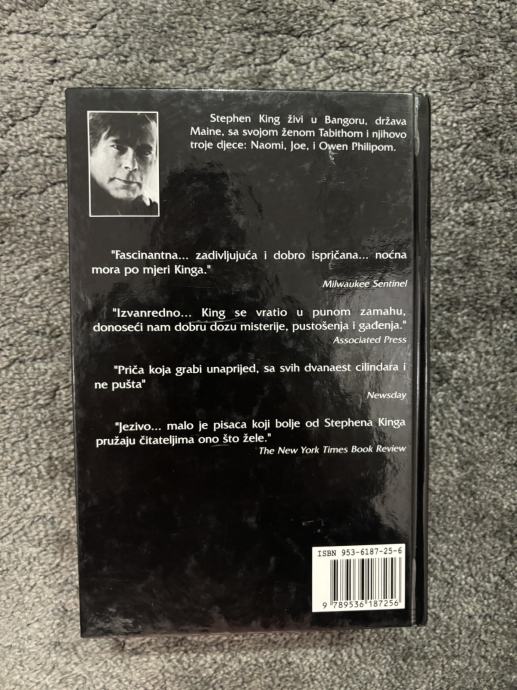 Stephen King živi u Bangoru, država
Maine, sa svojom ženom Tabithom i njihovo
troje djece: Naomi, Joe, i Owen Philipom.
"Fascinantna... zadivljujuća i dobro ispričana... noćna
mora po mjeri Kinga."
Milwaukee Sentinel
"Izvanredno... King se vratio u punom zamahu,
donoseći nam dobru dozu misterije, pustošenja i gađenja."
Associated Press
"Priča koja grabi unaprijed, sa svih dvanaest cilindara i
ne pušta"
Newsday
"Jezivo... malo je pisaca koji bolje od Stephena Kinga
pružaju čitateljima ono što žele."
The New York Times Book Review
ISBN 953-6187-25-6
9 789536 187256